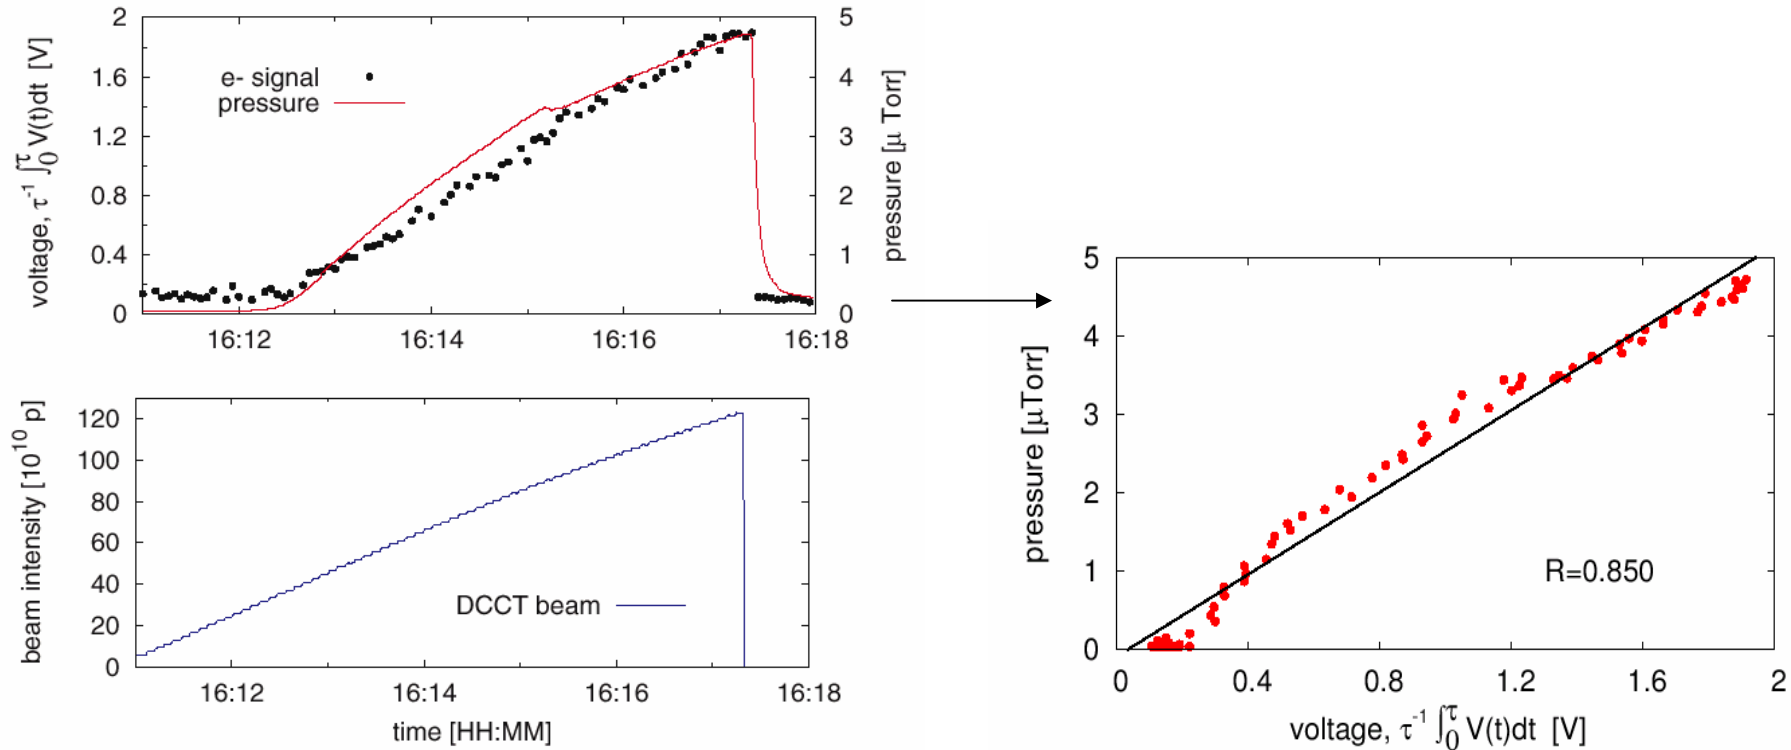 voltage, τ⁻¹ ∫₀^τ V(t)dt [V]
2
1.6
1.2
0.8
0.4
0
e- signal
pressure
5
4
3
2
1
0
pressure [μ Torr]
16:12 16:14 16:16 16:18
beam intensity [10¹⁰ p]
120
100
80
60
40
20
0
DCCT beam
16:12 16:14 16:16 16:18
time [HH:MM]
pressure [μTorr]
5
4
3
2
1
0
R=0.850
0 0.4 0.8 1.2 1.6 2
voltage, τ⁻¹ ∫₀^τ V(t)dt [V]